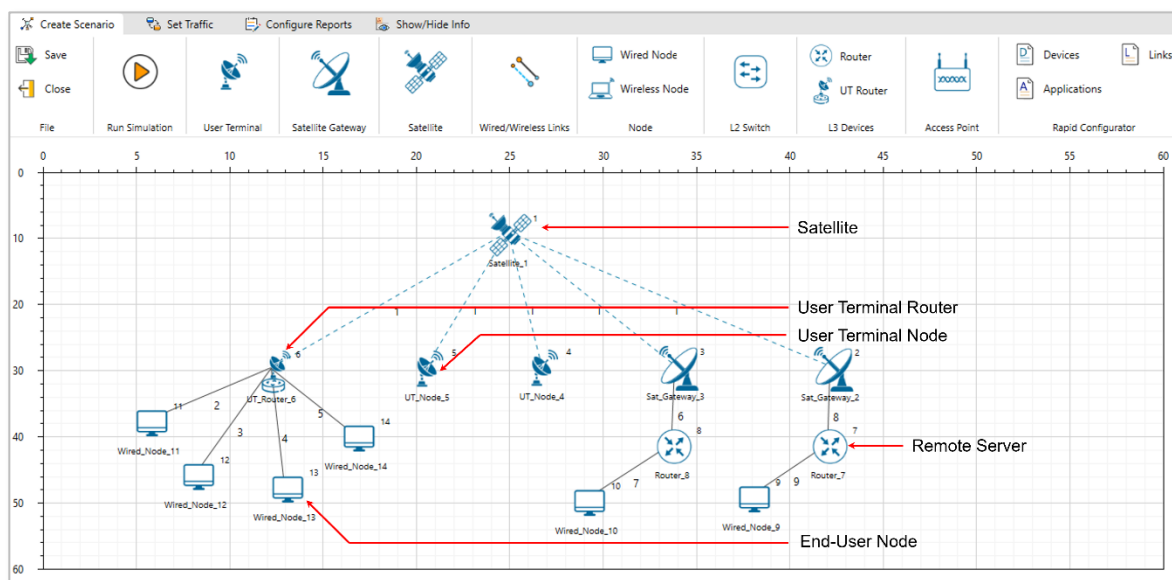 Create Scenario Set Traffic Configure Reports Show/Hide Info
Save
Close
File
Run Simulation
User Terminal
Satellite Gateway
Satellite
Wired/Wireless Links
Wired Node
Wireless Node
Node
L2 Switch
Router
UT Router
L3 Devices
Access Point
D Devices
L Links
A Applications
Rapid Configurator
0 5 10 15 20 25 30 35 40 45 50 55 60
0
10
20
30
40
50
60
1
Satellite_1
Satellite
User Terminal Router
User Terminal Node
6
UT_Router_6
5
UT_Node_5
4
UT_Node_4
3
Sat_Gateway_3
2
Sat_Gateway_2
2
3
4
5
6
8
11
Wired_Node_11
12
Wired_Node_12
13
Wired_Node_13
14
Wired_Node_14
8
Router_8
7
Router_7
Remote Server
7
10
Wired_Node_10
9
9
Wired_Node_9
End-User Node